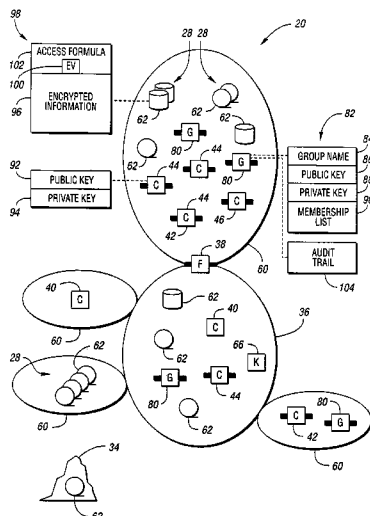 98
20
28
28
ACCESS FORMULA
102
EV
100
ENCRYPTED
INFORMATION
96
62
62
62
G
80
62
44
C
G
80
82
GROUP NAME
84
PUBLIC KEY
PRIVATE KEY
MEMBERSHIP
LIST
AUDIT
TRAIL
104
92
PUBLIC KEY
94
PRIVATE KEY
44
C
44
C
42
C
46
60
F
38
40
C
60
62
40
C
36
62
66
K
28
62
60
80
G
C
44
62
80
C
G
42
60
34
62